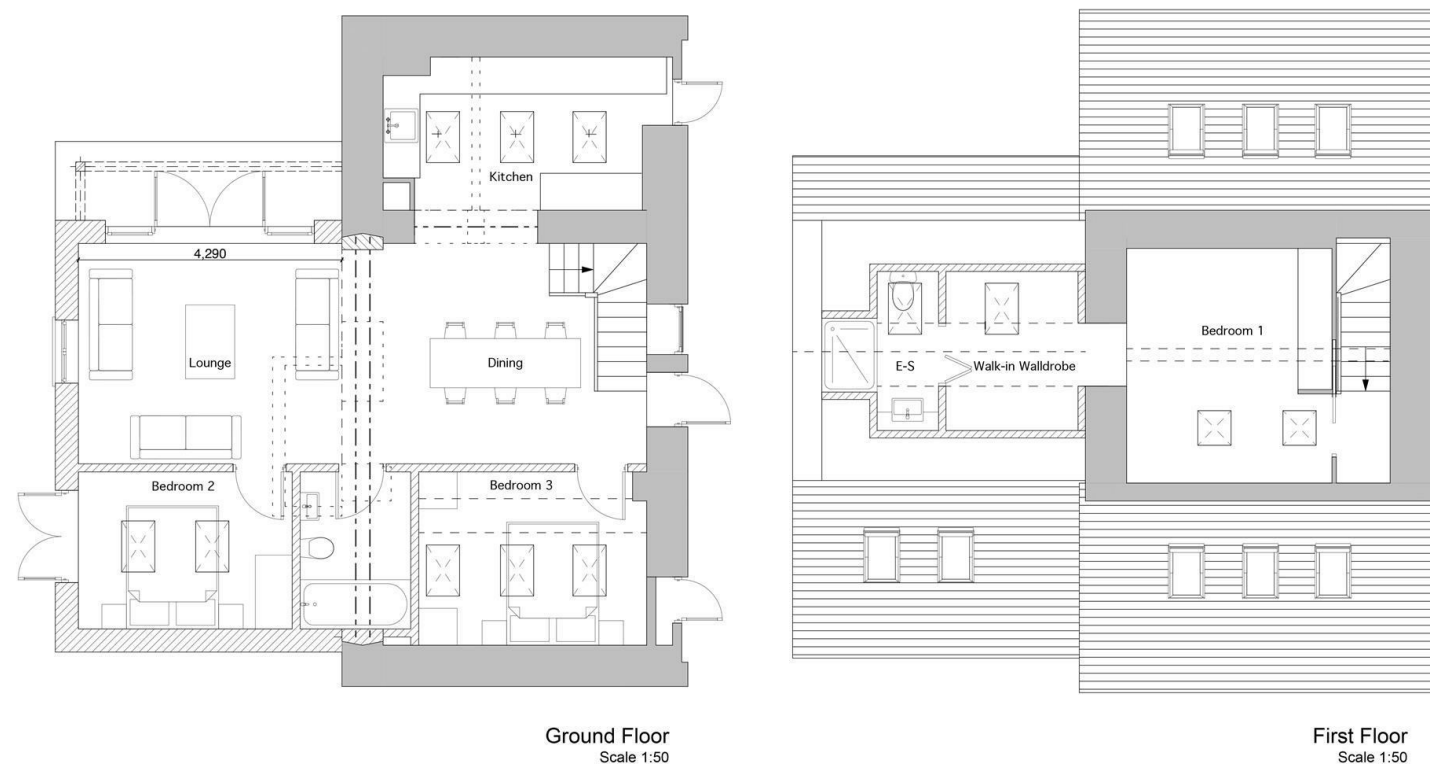 Kitchen
4,290
Lounge
Dining
Bedroom 2
Bedroom 3
Ground Floor
Scale 1:50
Bedroom 1
E-S
Walk-in Walldrobe
First Floor
Scale 1:50